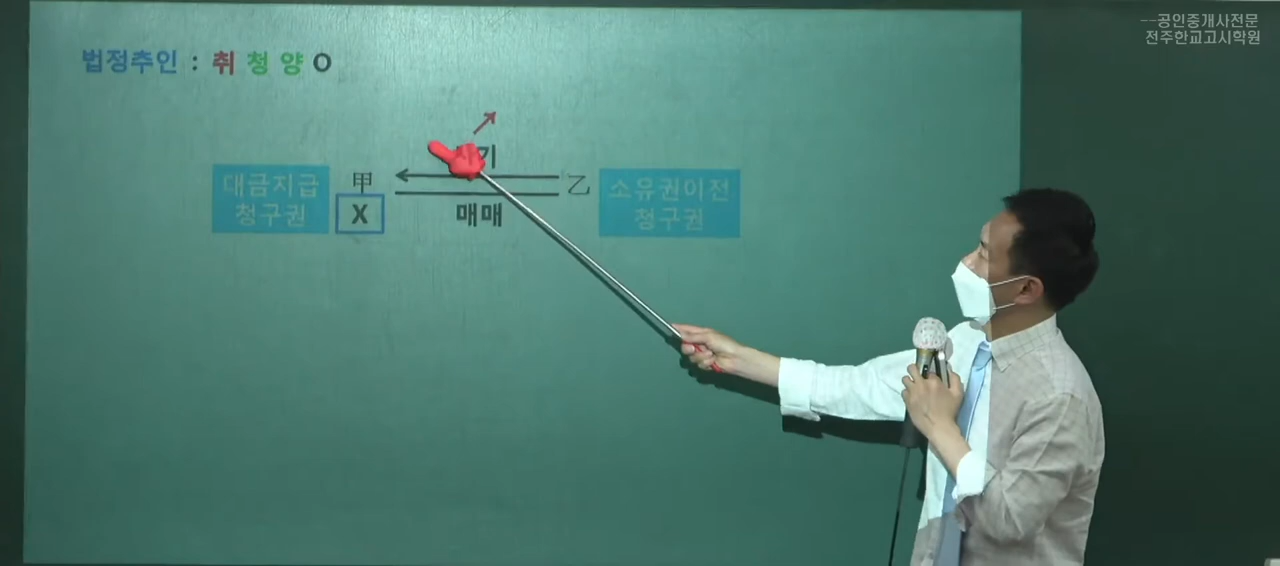 --공인중개사전문
전주한교고시학원
법정추인 : 취 청 양 O
기
대금지급
청구권
甲
X
乙
매매
소유권이전
청구권